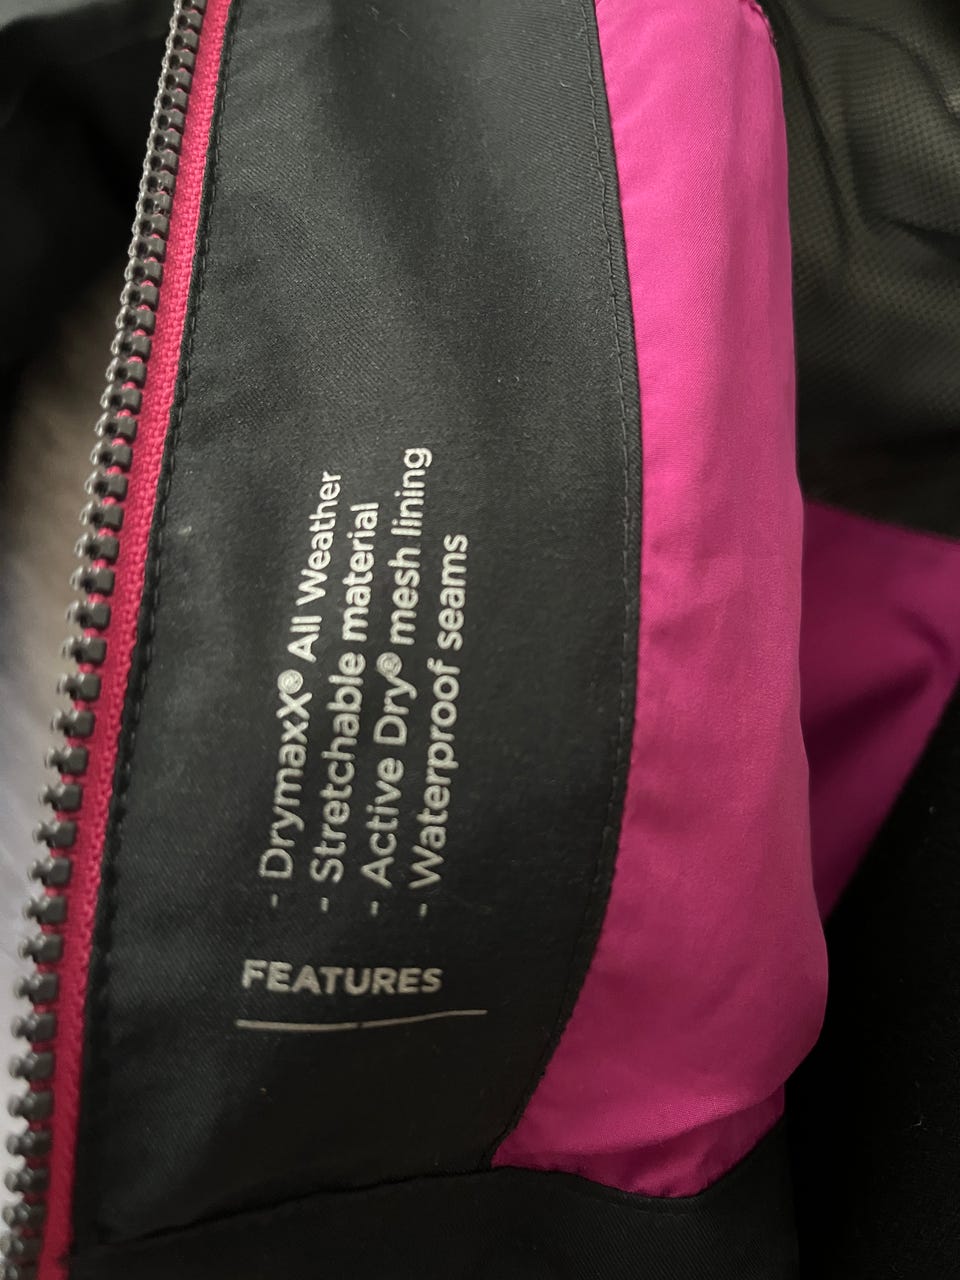 FEATURES
- DrymaxX® All Weather
- Stretchable material
- Active Dry® mesh lining
- Waterproof seams